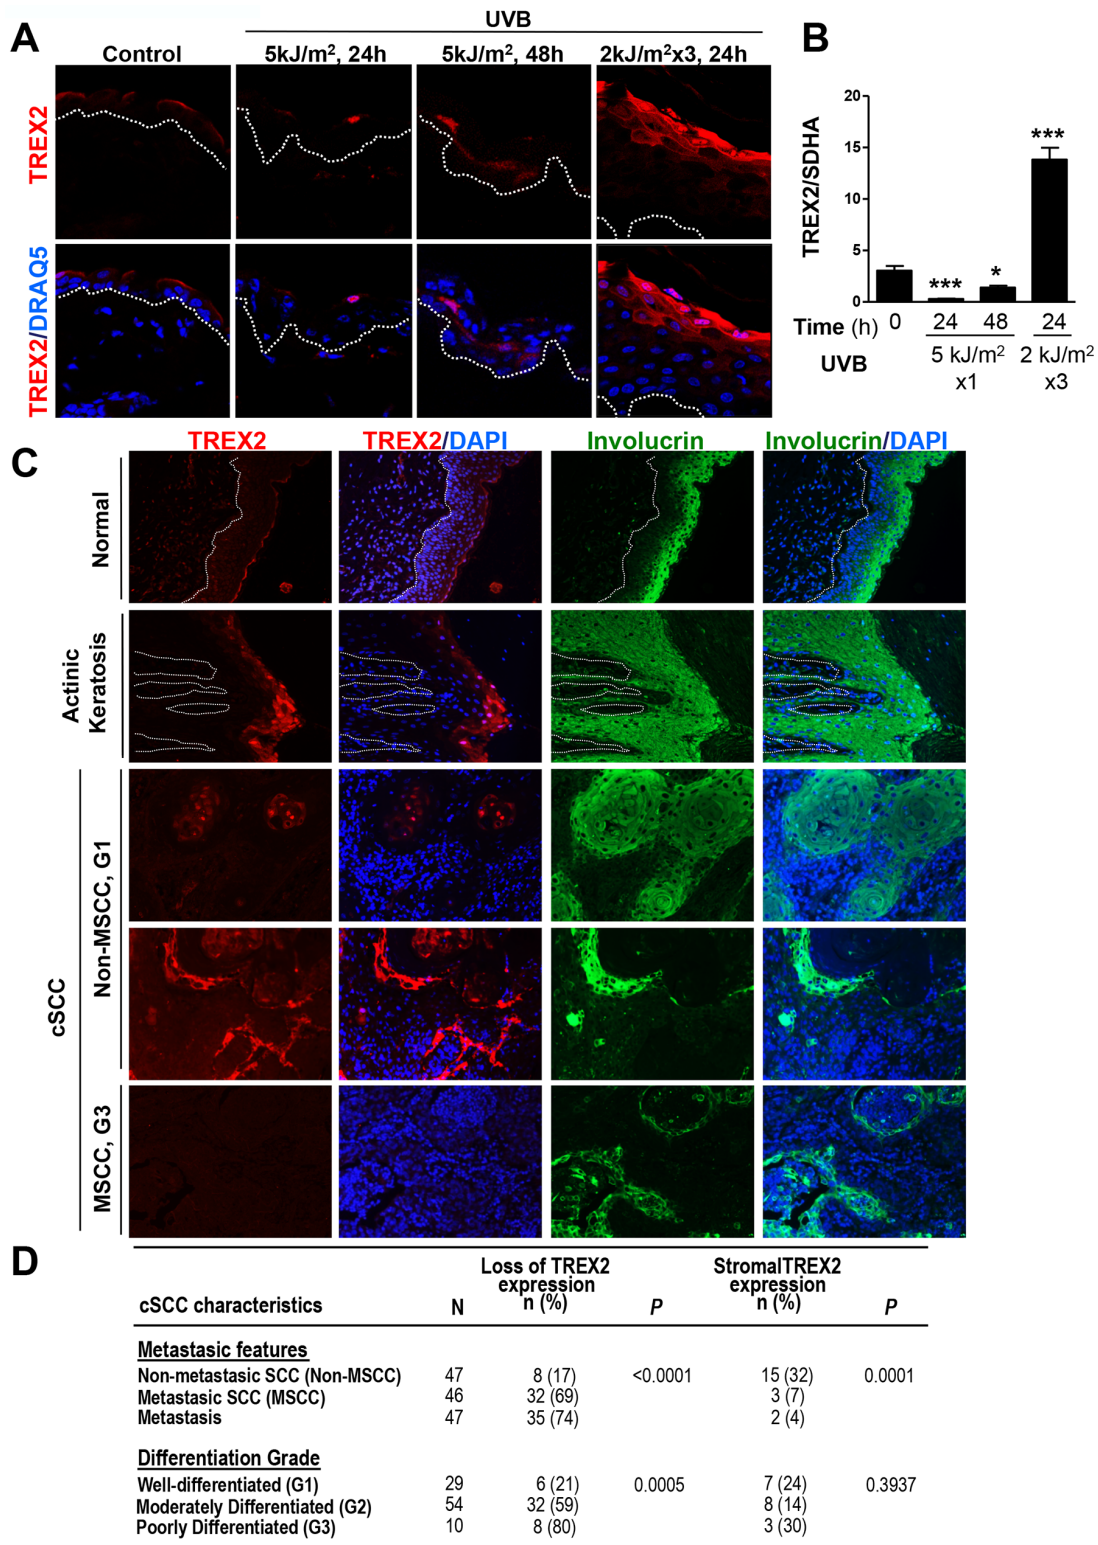 A
UVB
Control
5kJ/m², 24h
5kJ/m², 48h
2kJ/m²x3, 24h
TREX2
TREX2/DRAQ5
B
TREX2/SDHA
20
15
10
5
0
***
*
***
Time (h) 0 24 48 24
UVB 5 kJ/m² 2 kJ/m²
x1 x3
C
TREX2 TREX2/DAPI Involucrin Involucrin/DAPI
Normal
Actinic
Keratosis
cSCC
Non-MSCC, G1
MSCC, G3
D
Loss of TREX2 StromalTREX2
expression expression
cSCC characteristics N n (%) P n (%) P
Metastasic features
Non-metastasic SCC (Non-MSCC) 47 8 (17) <0.0001 15 (32) 0.0001
Metastasic SCC (MSCC) 46 32 (69) 3 (7)
Metastasis 47 35 (74) 2 (4)
Differentiation Grade
Well-differentiated (G1) 29 6 (21) 0.0005 7 (24) 0.3937
Moderately Differentiated (G2) 54 32 (59) 8 (14)
Poorly Differentiated (G3) 10 8 (80) 3 (30)